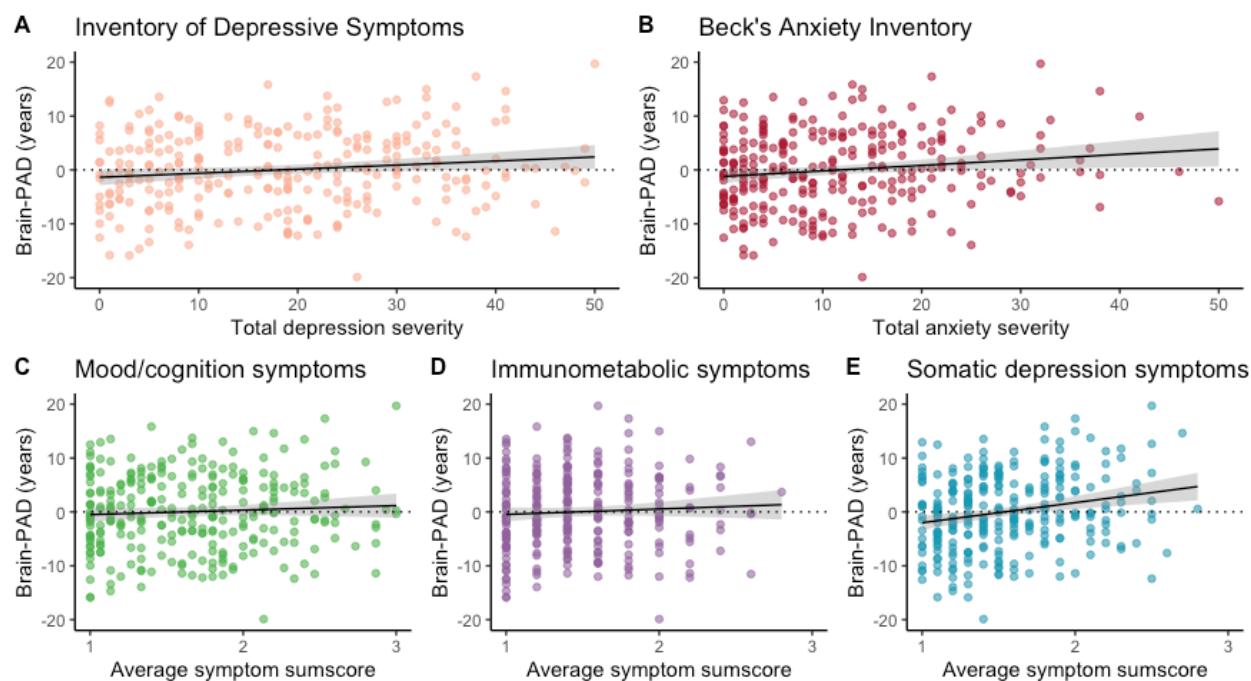 A Inventory of Depressive Symptoms
B Beck's Anxiety Inventory
Brain-PAD (years)
20
10
0
-10
-20
0 10 20 30 40 50
Total depression severity
Brain-PAD (years)
20
10
0
-10
-20
0 10 20 30 40 50
Total anxiety severity
C Mood/cognition symptoms
D Immunometabolic symptoms
E Somatic depression symptoms
Brain-PAD (years)
20
10
0
-10
-20
1 2 3
Average symptom sumscore
Brain-PAD (years)
20
10
0
-10
-20
1 2 3
Average symptom sumscore
Brain-PAD (years)
20
10
0
-10
-20
1 2 3
Average symptom sumscore